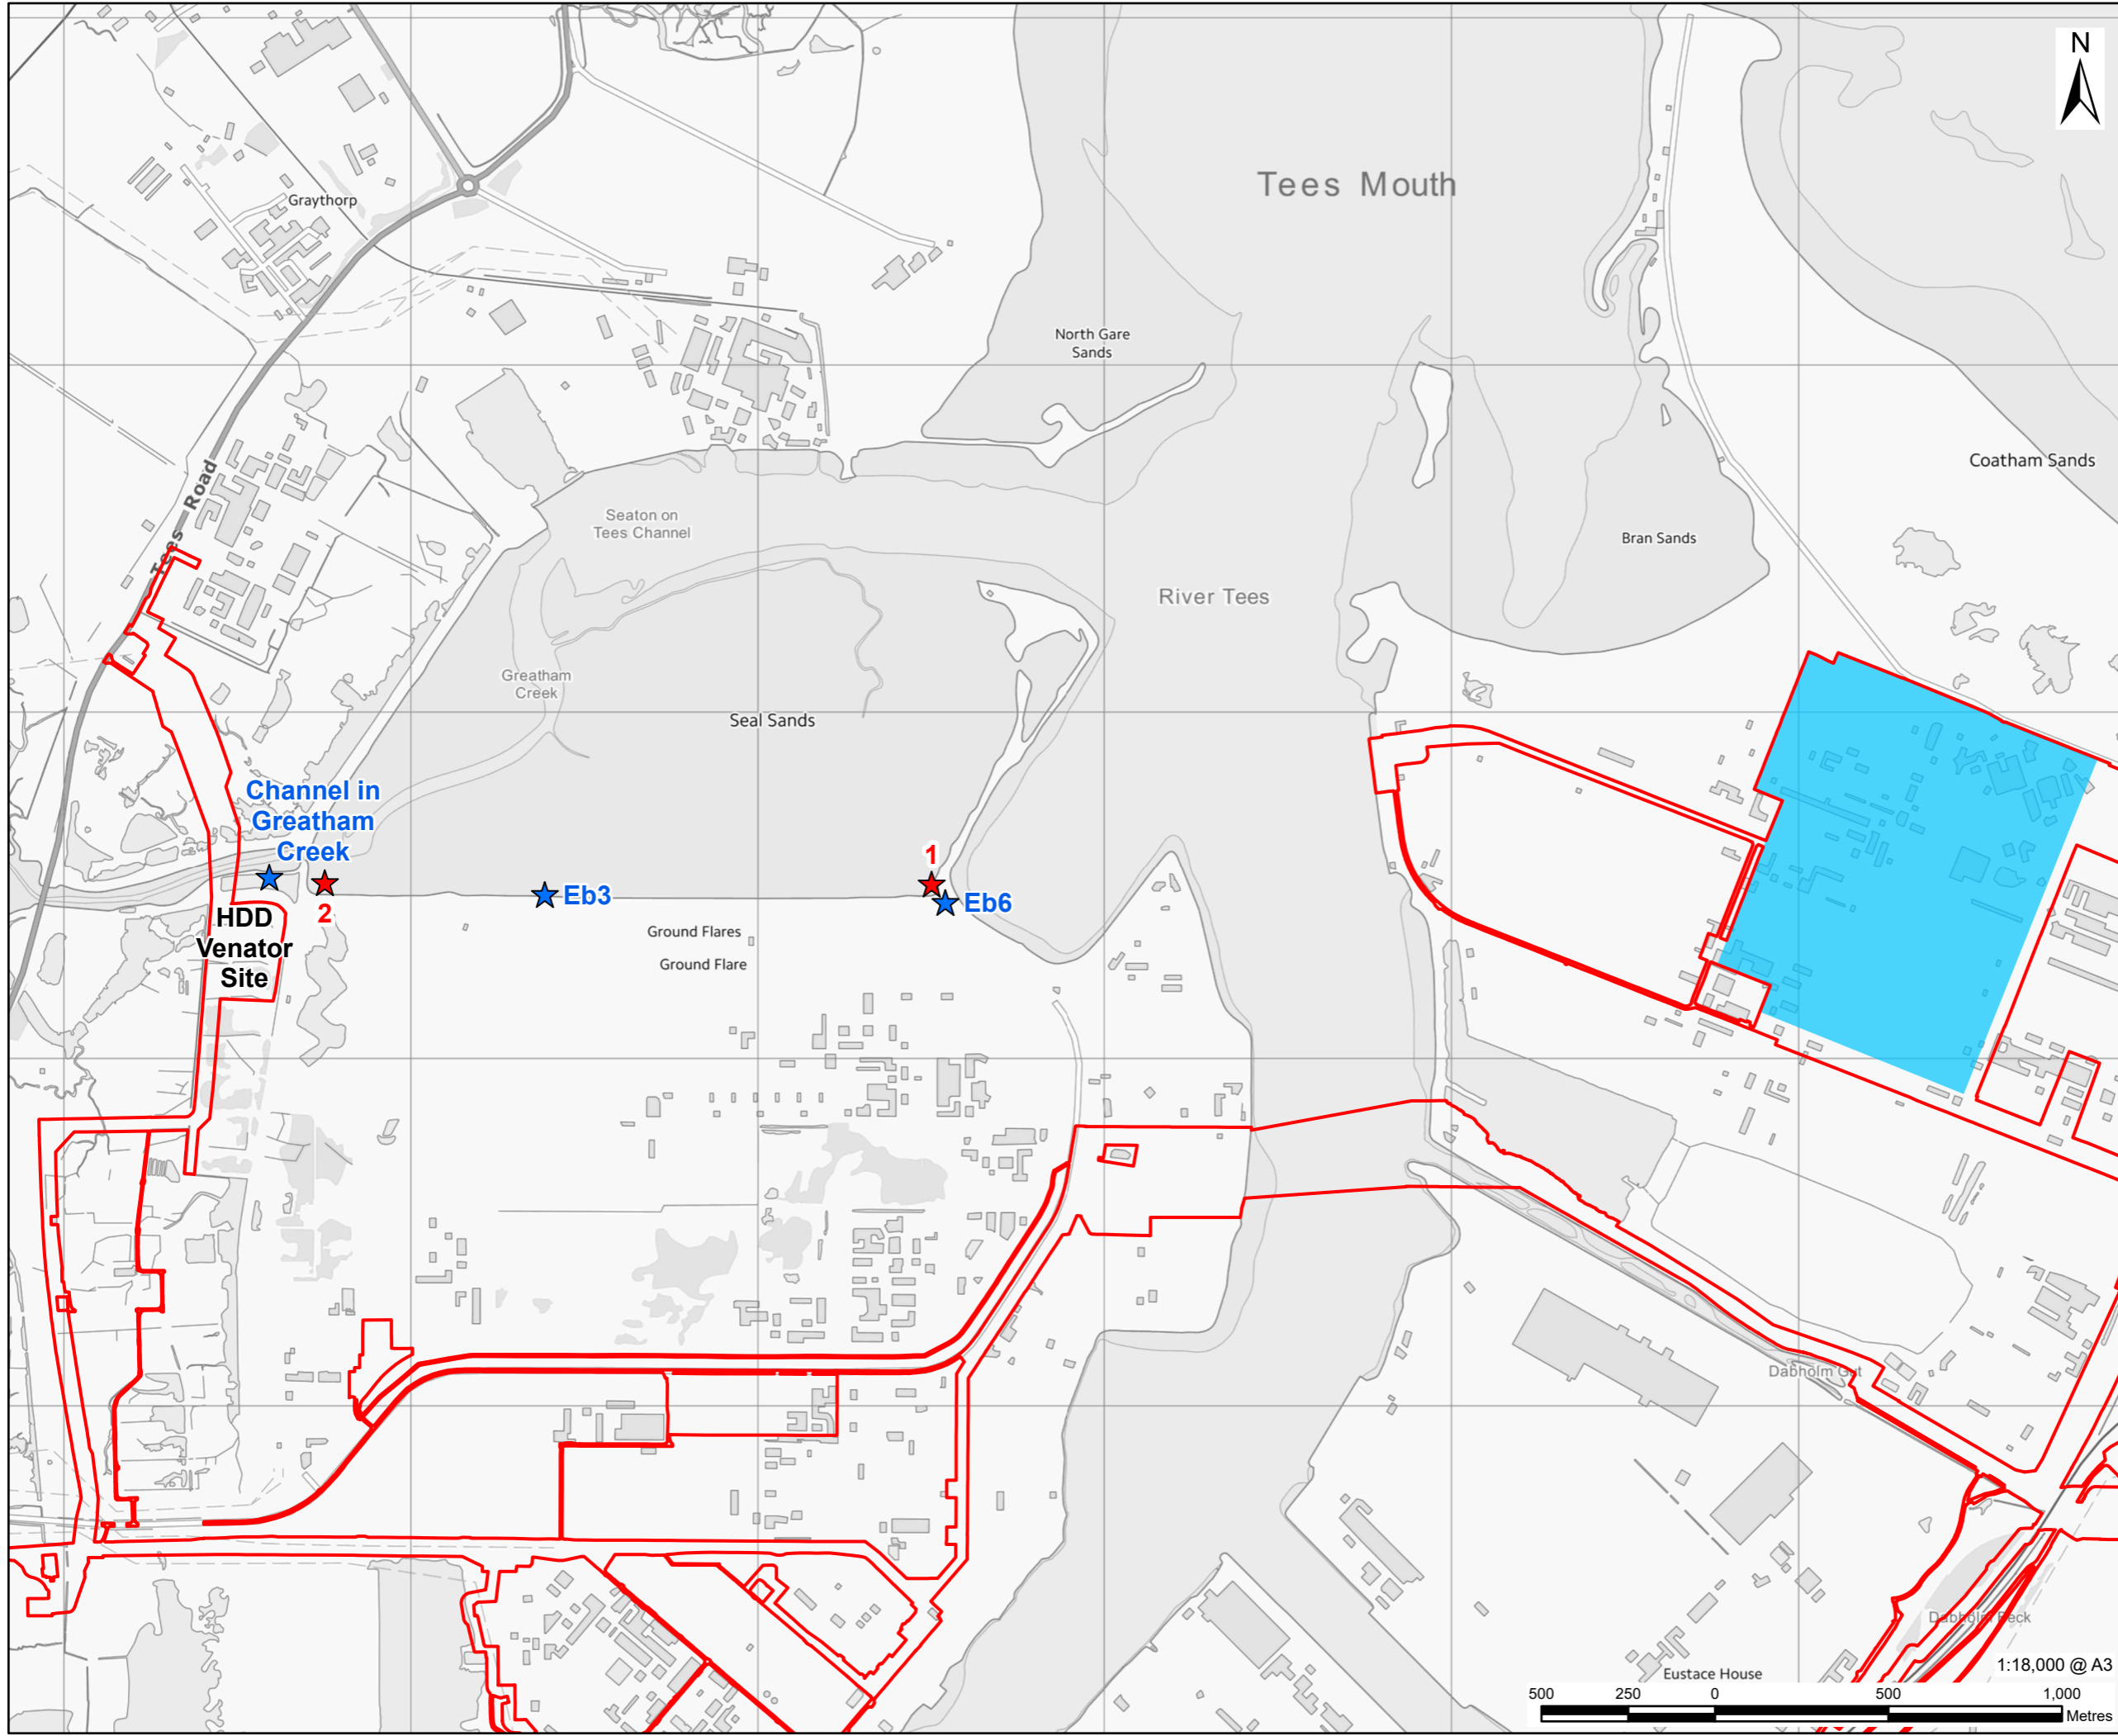 N
Tees Mouth
Graythorp
North Gare
Sands
Tees Road
Coatham Sands
Seaton on
Tees Channel
Bran Sands
River Tees
Greatham
Creek
Seal Sands
Channel in
Greatham
Creek
1
2
Eb3
Eb6
HDD
Venator
Site
Ground Flares
Ground Flare
Dabholm Gut
Dabholm Beck
Eustace House
1:18,000 @ A3
500 250 0 500 1,000
Metres